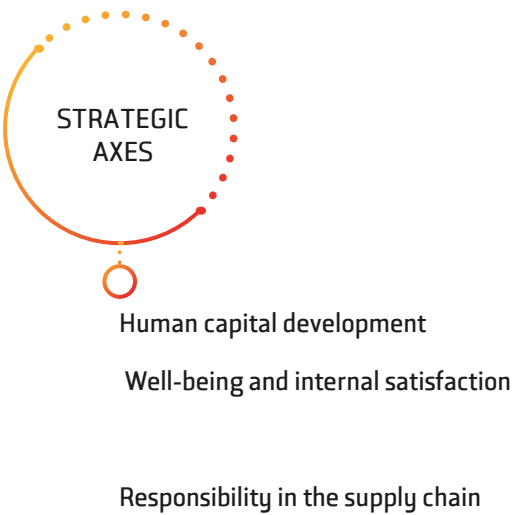 STRATEGIC
AXES
Human capital development
Well-being and internal satisfaction
Responsibility in the supply chain